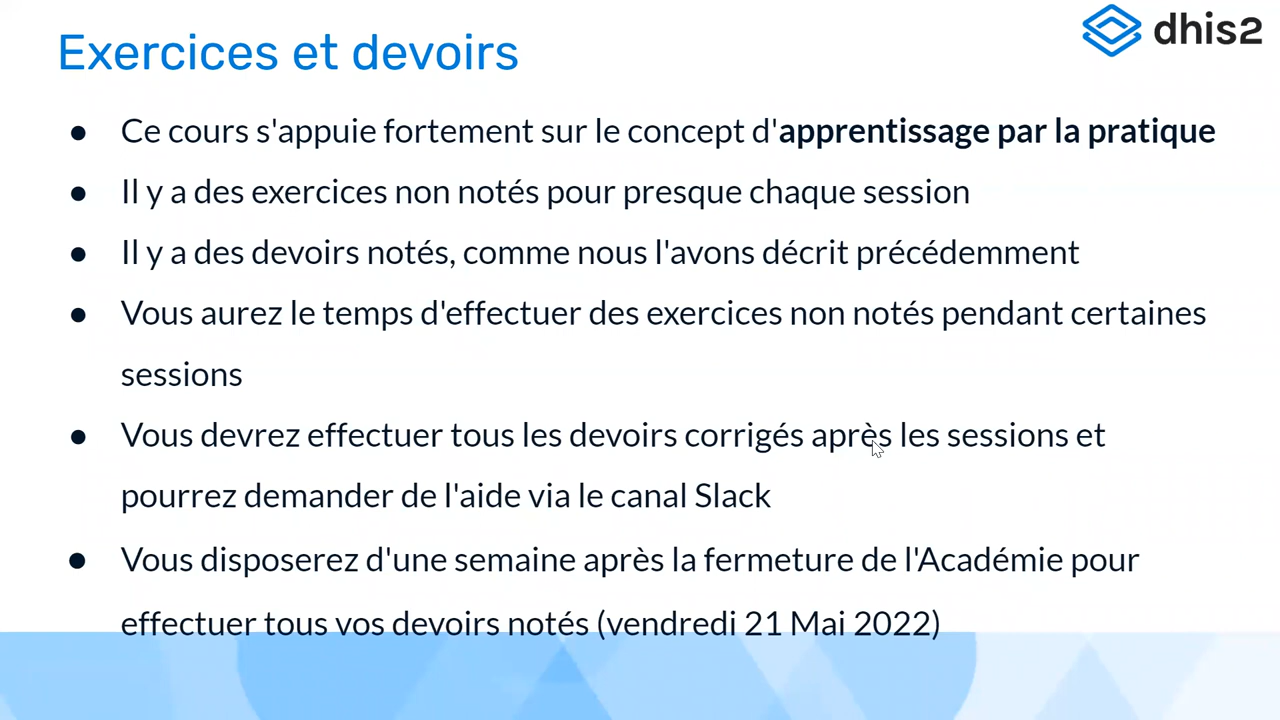 dhis2
Exercices et devoirs
● Ce cours s'appuie fortement sur le concept d'apprentissage par la pratique
● Il y a des exercices non notés pour presque chaque session
● Il y a des devoirs notés, comme nous l'avons décrit précédemment
● Vous aurez le temps d'effectuer des exercices non notés pendant certaines
sessions
● Vous devrez effectuer tous les devoirs corrigés après les sessions et
pourrez demander de l'aide via le canal Slack
● Vous disposerez d'une semaine après la fermeture de l'Académie pour
effectuer tous vos devoirs notés (vendredi 21 Mai 2022)